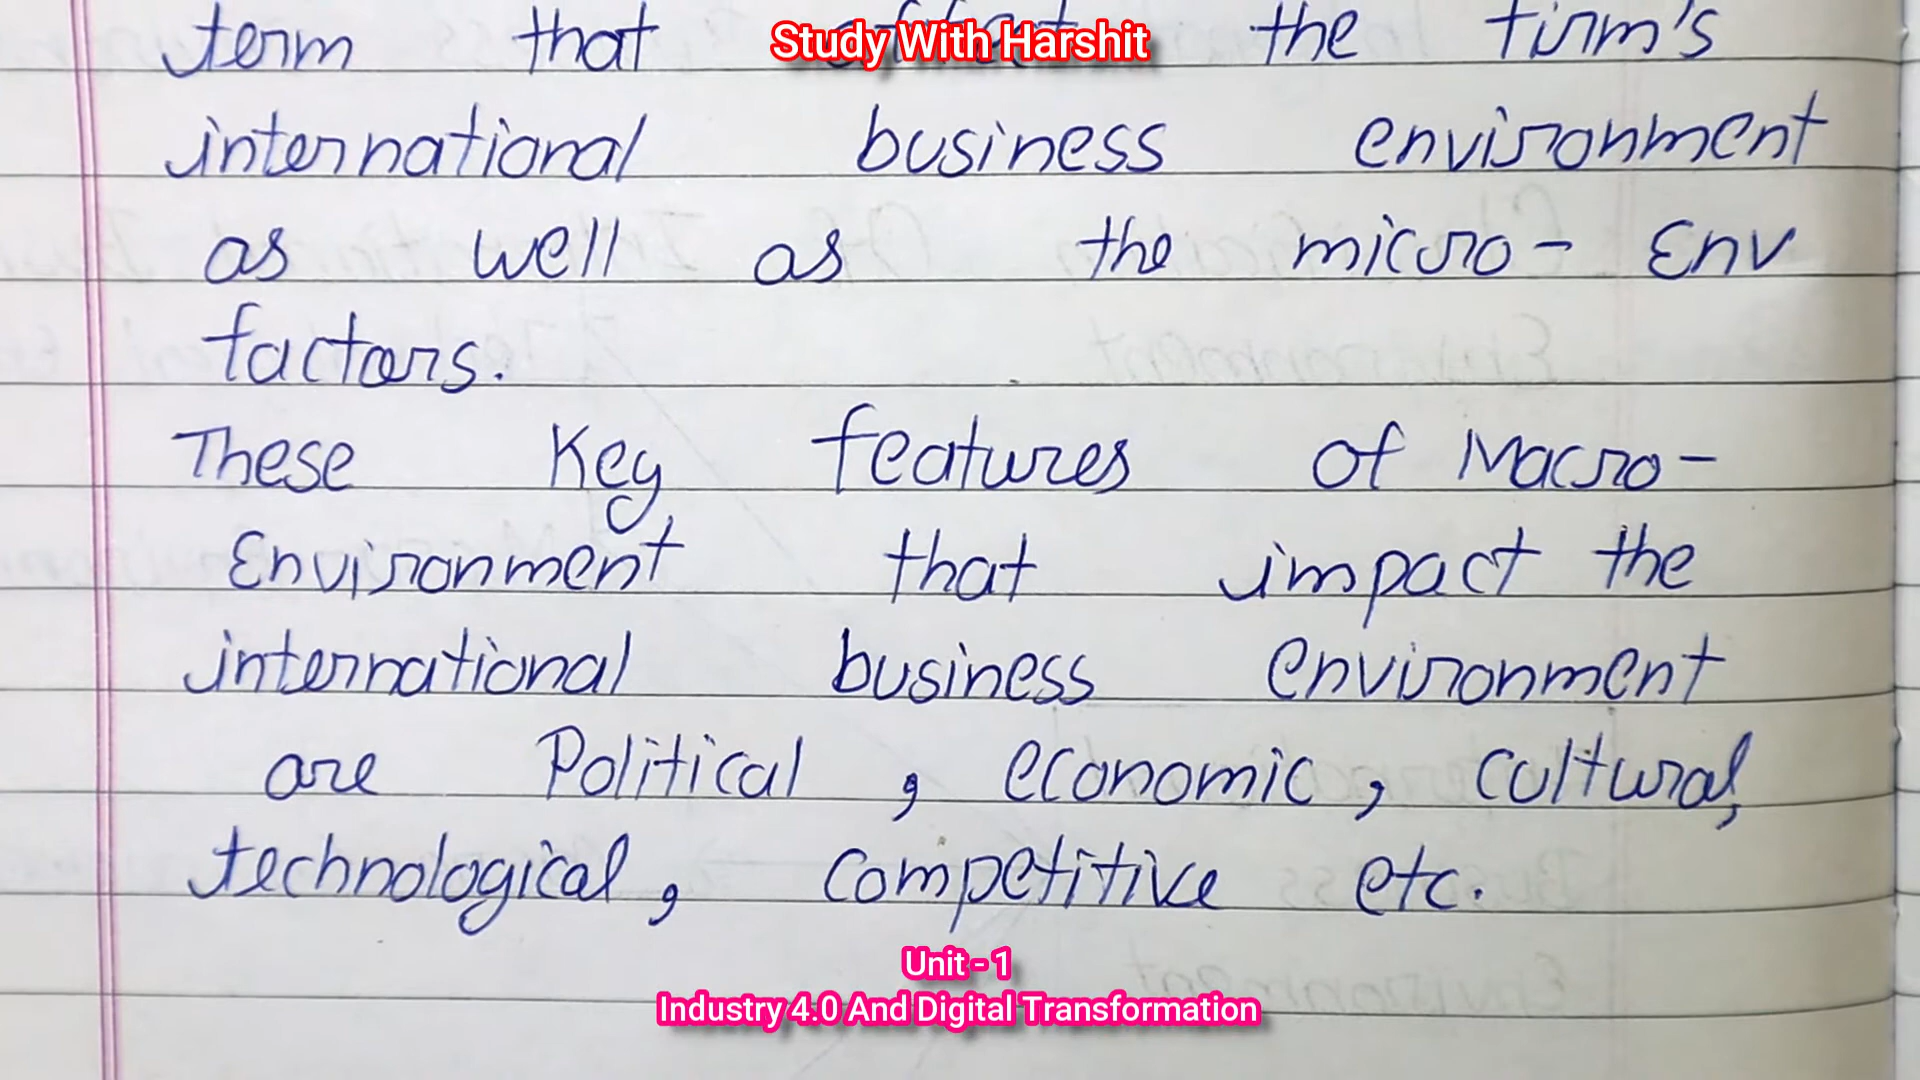 Study With Harshit
term that affect the firm's
international business environment
as well as the micro- Env
factors.
These Key features of Macro-
Environment that impact the
international business environment
are Political, economic, cultural,
technological, competitive etc.
Unit - 1
Industry 4.0 And Digital Transformation